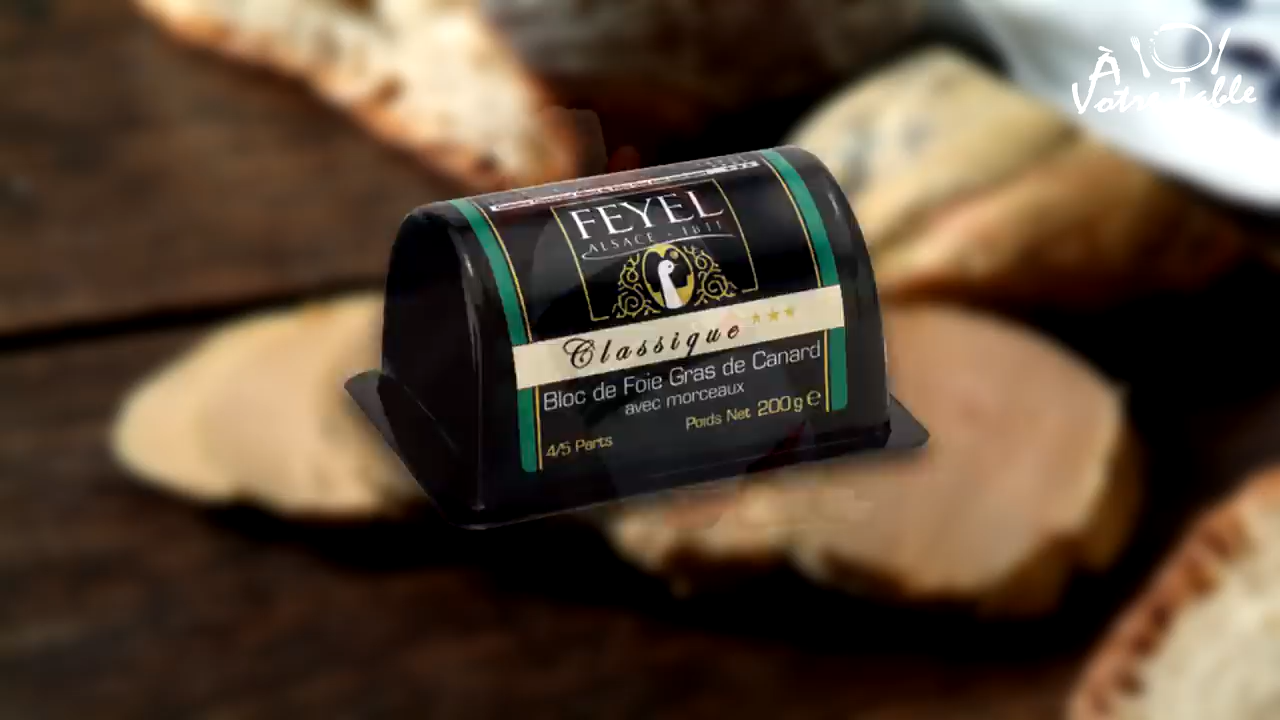 À
Votre Table
FEYEL
ALSACE - 1811
Classique
Bloc de Foie Gras de Canard
avec morceaux
Poids Net 200g e
4/5 Parts